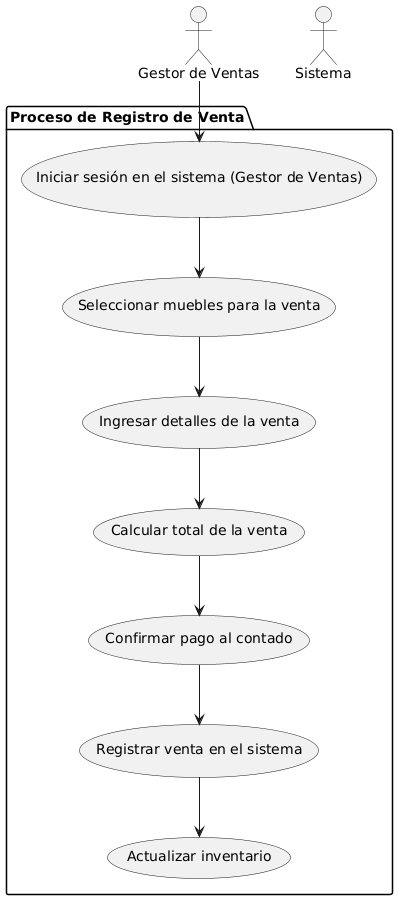 Gestor de Ventas
Sistema
Proceso de Registro de Venta
Iniciar sesión en el sistema (Gestor de Ventas)
Seleccionar muebles para la venta
Ingresar detalles de la venta
Calcular total de la venta
Confirmar pago al contado
Registrar venta en el sistema
Actualizar inventario